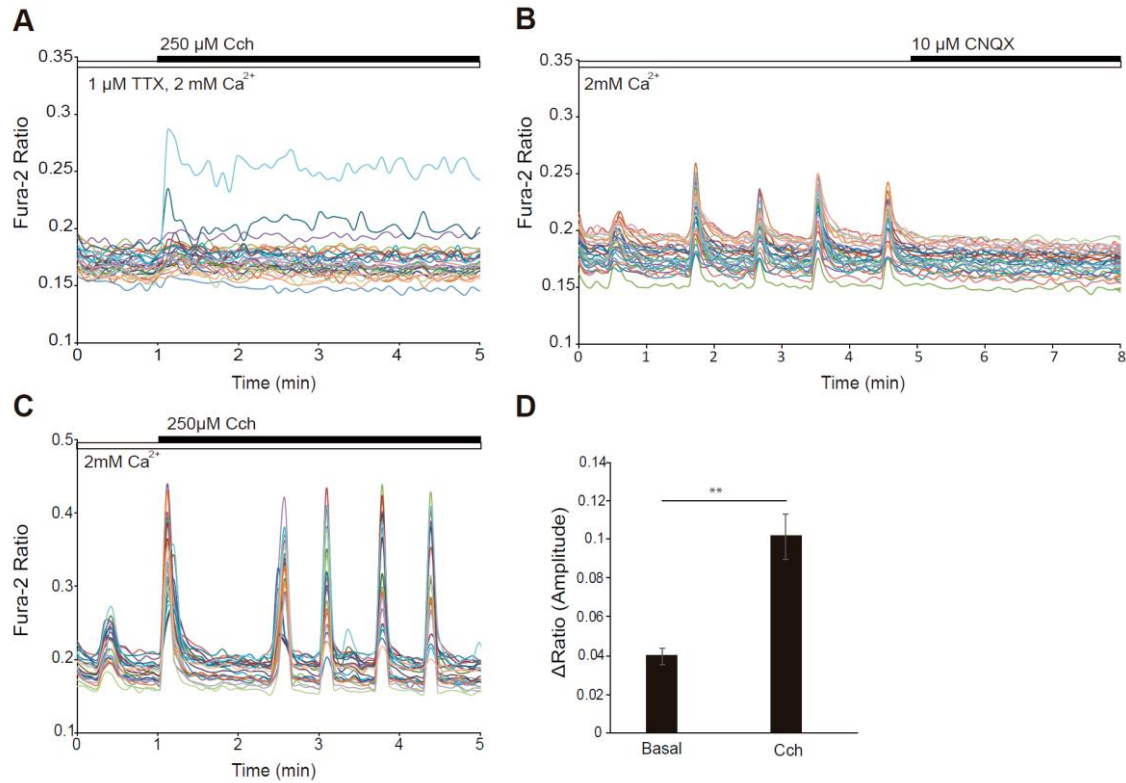 A
250 µM Cch
1 µM TTX, 2 mM Ca²⁺
0.35
0.3
0.25
0.2
0.15
0.1
Fura-2 Ratio
0 1 2 3 4 5
Time (min)
B
10 µM CNQX
2mM Ca²⁺
0.35
0.3
0.25
0.2
0.15
0.1
Fura-2 Ratio
0 1 2 3 4 5 6 7 8
Time (min)
C
250µM Cch
2mM Ca²⁺
0.5
0.4
0.3
0.2
0.1
Fura-2 Ratio
0 1 2 3 4 5
Time (min)
D
0.14
0.12
0.1
0.08
0.06
0.04
0.02
0
ΔRatio (Amplitude)
**
Basal Cch